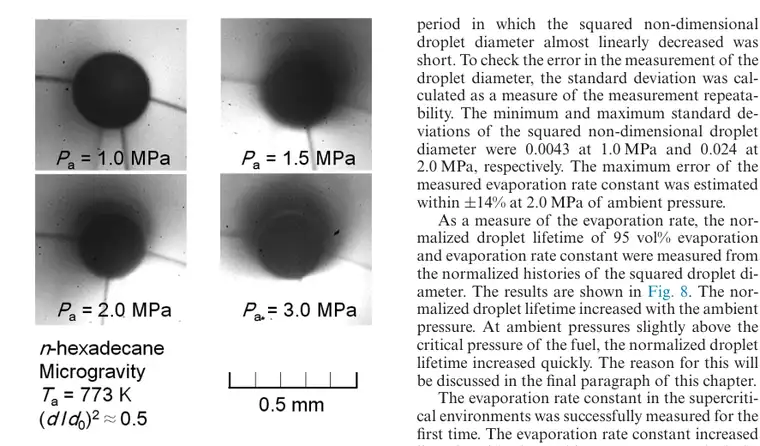 Pa = 1.0 MPa
Pa = 1.5 MPa
Pa = 2.0 MPa
Pa = 3.0 MPa
n-hexadecane
Microgravity
Ta = 773 K
(d/d0)2 ≈ 0.5
0.5 mm
period in which the squared non-dimensional
droplet diameter almost linearly decreased was
short. To check the error in the measurement of the
droplet diameter, the standard deviation was cal-
culated as a measure of the measurement repeata-
bility. The minimum and maximum standard de-
viations of the squared non-dimensional droplet
diameter were 0.0043 at 1.0 MPa and 0.024 at
2.0 MPa, respectively. The maximum error of the
measured evaporation rate constant was estimated
within ±14% at 2.0 MPa of ambient pressure.
As a measure of the evaporation rate, the nor-
malized droplet lifetime of 95 vol% evaporation
and evaporation rate constant were measured from
the normalized histories of the squared droplet di-
ameter. The results are shown in Fig. 8. The nor-
malized droplet lifetime increased with the ambient
pressure. At ambient pressures slightly above the
critical pressure of the fuel, the normalized droplet
lifetime increased quickly. The reason for this will
be discussed in the final paragraph of this chapter.
The evaporation rate constant in the supercriti-
cal environments was successfully measured for the
first time. The evaporation rate constant increased